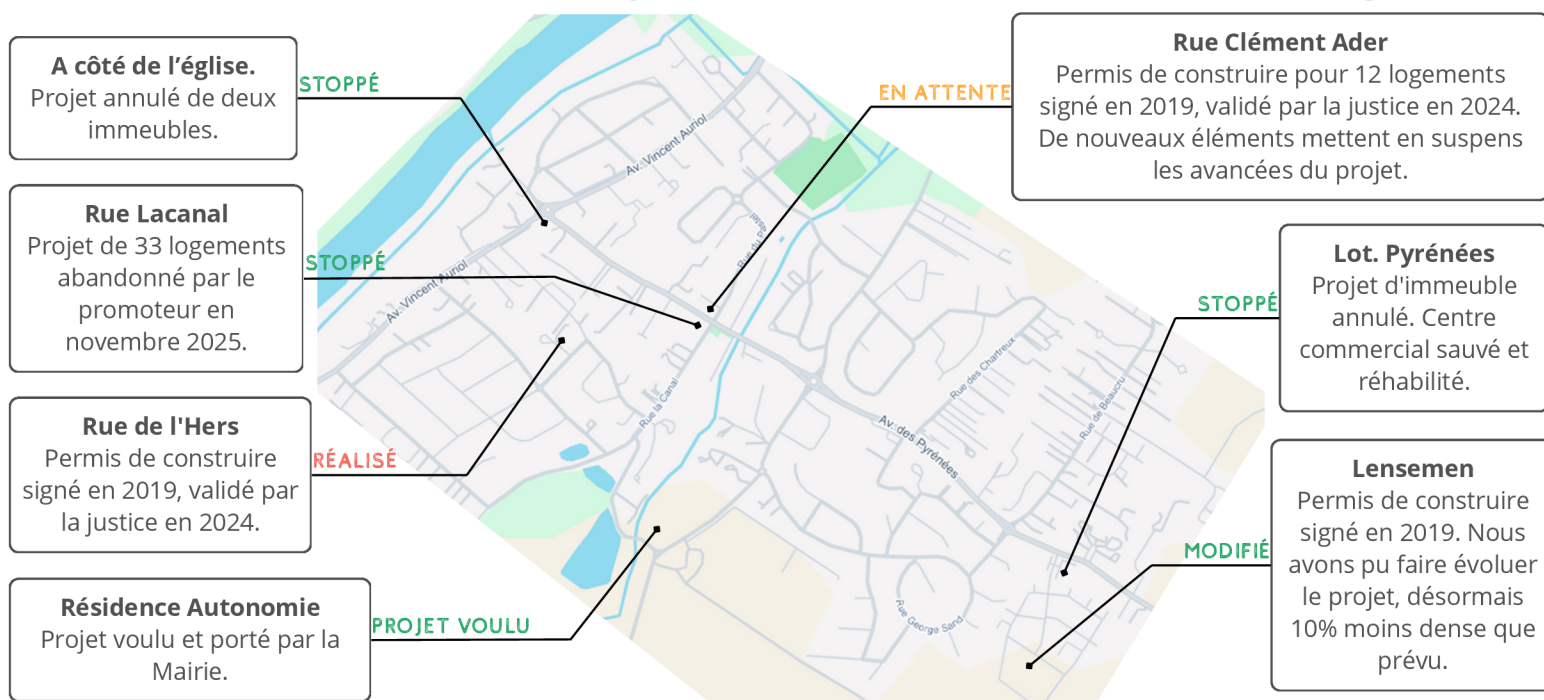 A côté de l’église.
Projet annulé de deux
immeubles.
STOPPÉ
Rue Lacanal
Projet de 33 logements
abandonné par le
promoteur en
novembre 2025.
STOPPÉ
Rue de l'Hers
Permis de construire
signé en 2019, validé par
la justice en 2024.
RÉALISÉ
Résidence Autonomie
Projet voulu et porté par la
Mairie.
PROJET VOULU
Av. Vincent Auriol
Av. Vincent Auriol
Rue du Pastel
Rue la Canal
Rue des Chartreux
Rue de Beaucru
Av. des Pyrénées
Rue George Sand
EN ATTENTE
Rue Clément Ader
Permis de construire pour 12 logements
signé en 2019, validé par la justice en 2024.
De nouveaux éléments mettent en suspens
les avancées du projet.
STOPPÉ
Lot. Pyrénées
Projet d'immeuble
annulé. Centre
commercial sauvé et
réhabilité.
MODIFIÉ
Lensemen
Permis de construire
signé en 2019. Nous
avons pu faire évoluer
le projet, désormais
10% moins dense que
prévu.